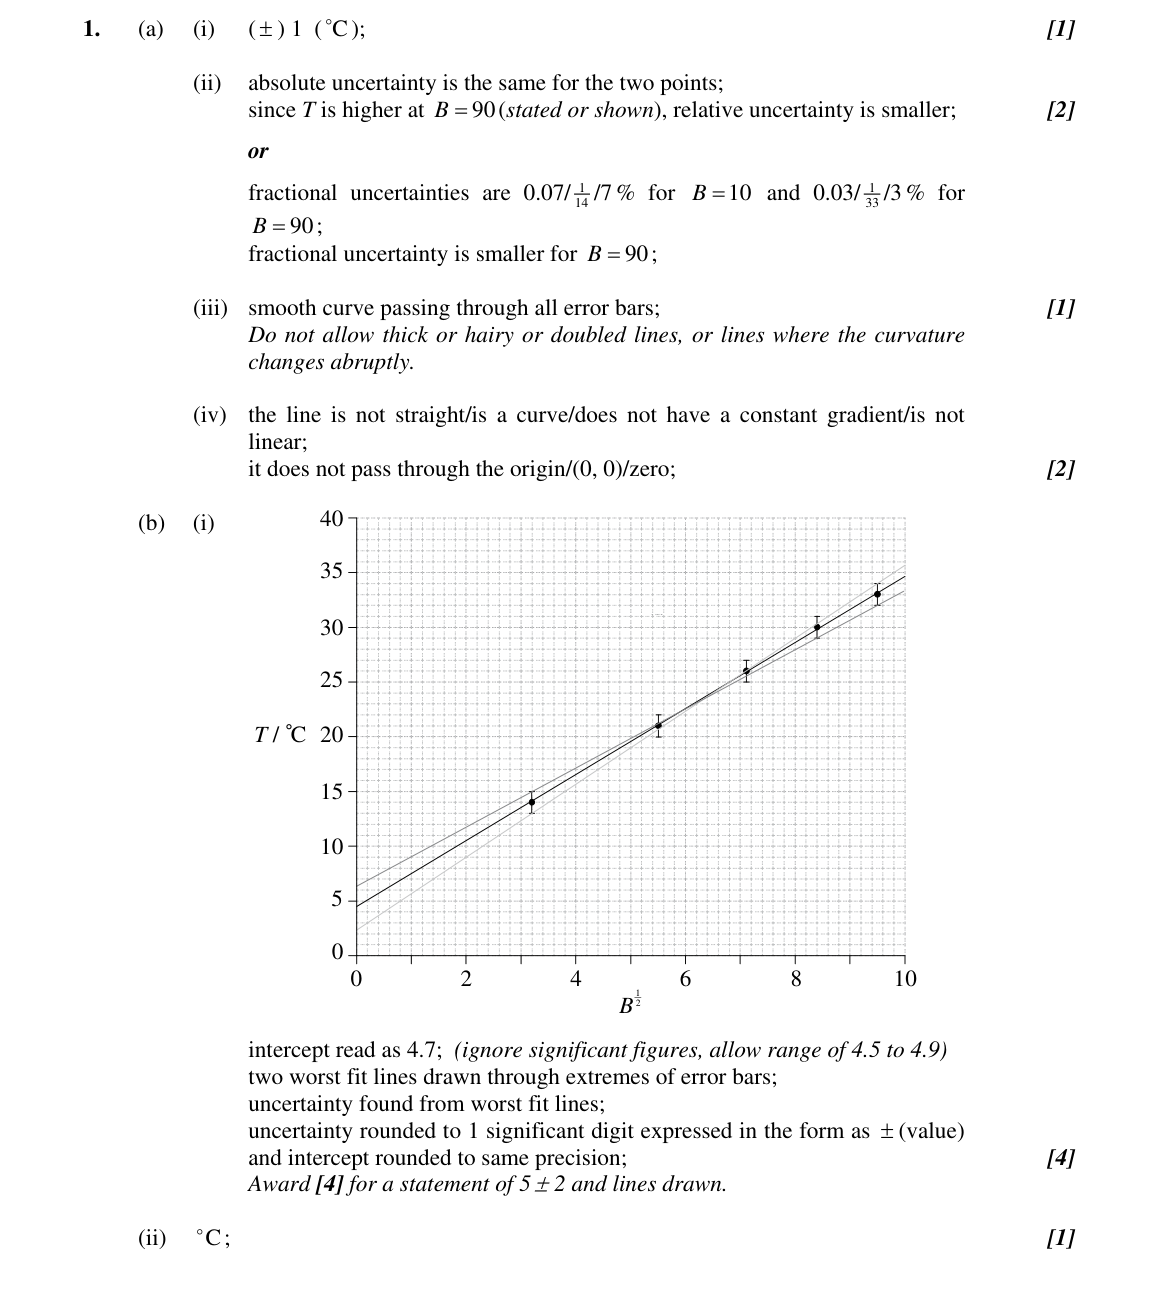 1. (a) (i) (±) 1 (°C); [1]
(ii) absolute uncertainty is the same for the two points;
since T is higher at B = 90 (stated or shown), relative uncertainty is smaller; [2]
or
fractional uncertainties are 0.07/1/14/7 % for B = 10 and 0.03/1/33/3 % for
B = 90;
fractional uncertainty is smaller for B = 90;
(iii) smooth curve passing through all error bars; [1]
Do not allow thick or hairy or doubled lines, or lines where the curvature
changes abruptly.
(iv) the line is not straight/is a curve/does not have a constant gradient/is not
linear;
it does not pass through the origin/(0, 0)/zero; [2]
(b) (i)
40
35
30
25
T / °C 20
15
10
5
0
0 2 4 6 8 10
B^1/2
intercept read as 4.7; (ignore significant figures, allow range of 4.5 to 4.9)
two worst fit lines drawn through extremes of error bars;
uncertainty found from worst fit lines;
uncertainty rounded to 1 significant digit expressed in the form as ± (value)
and intercept rounded to same precision; [4]
Award [4] for a statement of 5 ± 2 and lines drawn.
(ii) °C; [1]